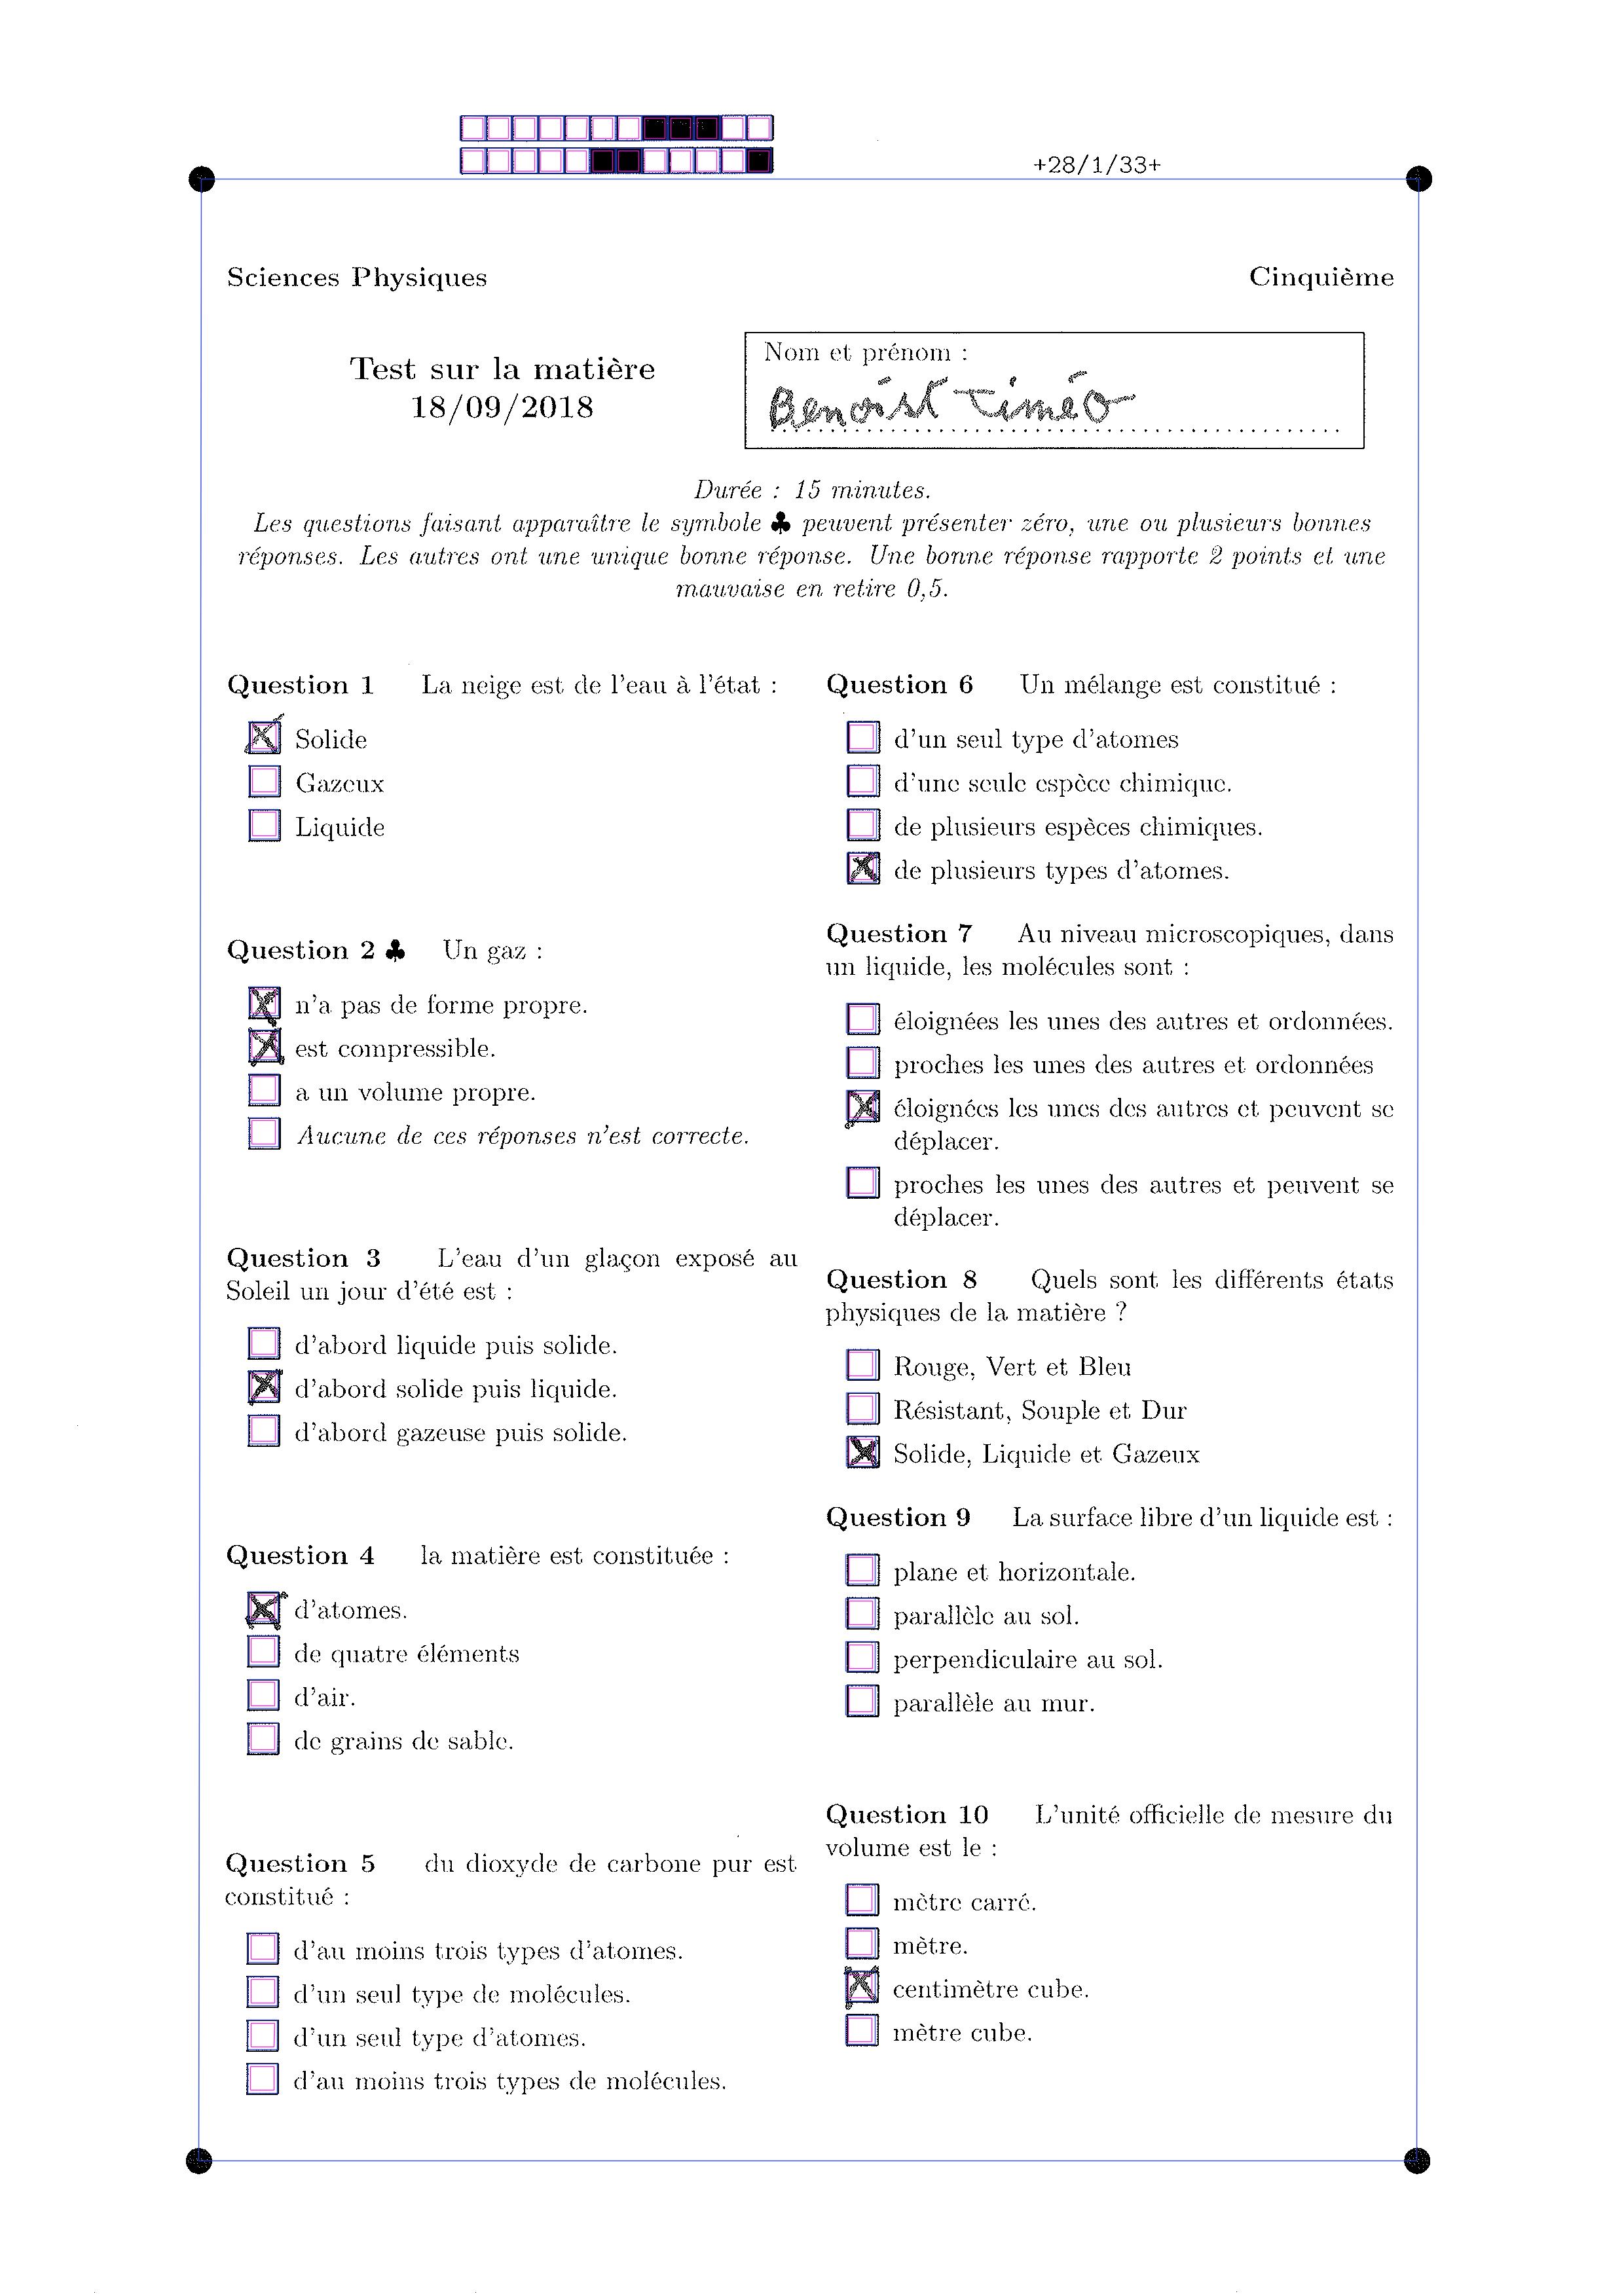 +28/1/33+
Sciences Physiques
Cinquième
Test sur la matière
18/09/2018
Nom et prénom :
Benoist Timéo
Durée : 15 minutes.
Les questions faisant apparaître le symbole ♣ peuvent présenter zéro, une ou plusieurs bonnes
réponses. Les autres ont une unique bonne réponse. Une bonne réponse rapporte 2 points et une
mauvaise en retire 0,5.
Question 1 La neige est de l'eau à l'état :
Solide
Gazeux
Liquide
Question 2 ♣ Un gaz :
n'a pas de forme propre.
est compressible.
a un volume propre.
Aucune de ces réponses n'est correcte.
Question 3 L'eau d'un glaçon exposé au
Soleil un jour d'été est :
d'abord liquide puis solide.
d'abord solide puis liquide.
d'abord gazeuse puis solide.
Question 4 la matière est constituée :
d'atomes.
de quatre éléments
d'air.
de grains de sable.
Question 5 du dioxyde de carbone pur est
constitué :
d'au moins trois types d'atomes.
d'un seul type de molécules.
d'un seul type d'atomes.
d'au moins trois types de molécules.
Question 6 Un mélange est constitué :
d'un seul type d'atomes
d'une seule espèce chimique.
de plusieurs espèces chimiques.
de plusieurs types d'atomes.
Question 7 Au niveau microscopiques, dans
un liquide, les molécules sont :
éloignées les unes des autres et ordonnées.
proches les unes des autres et ordonnées
éloignées les unes des autres et peuvent se
déplacer.
proches les unes des autres et peuvent se
déplacer.
Question 8 Quels sont les différents états
physiques de la matière ?
Rouge, Vert et Bleu
Résistant, Souple et Dur
Solide, Liquide et Gazeux
Question 9 La surface libre d'un liquide est :
plane et horizontale.
parallèle au sol.
perpendiculaire au sol.
parallèle au mur.
Question 10 L'unité officielle de mesure du
volume est le :
mètre carré.
mètre.
centimètre cube.
mètre cube.